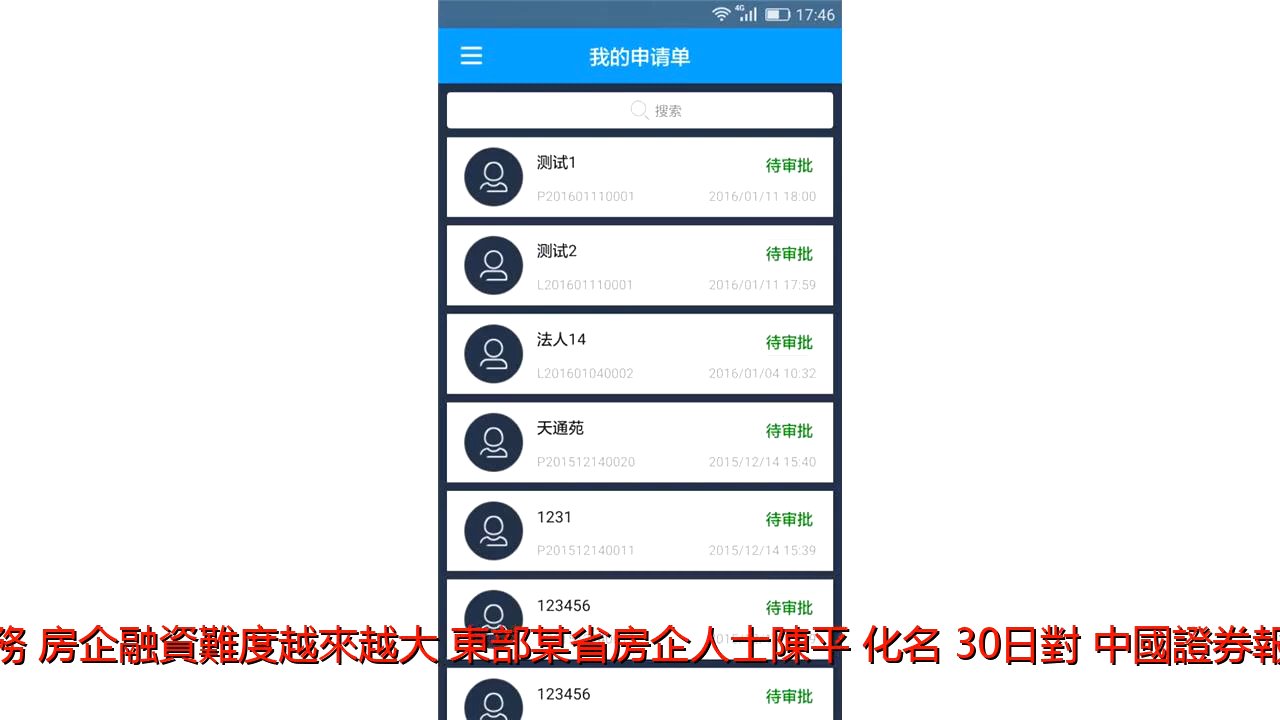 4G 17:46
我的申请单
搜索
测试1 待审批
P201601110001 2016/01/11 18:00
测试2 待审批
L201601110001 2016/01/11 17:59
法人14 待审批
L201601040002 2016/01/04 10:32
天通苑 待审批
P201512140020 2015/12/14 15:40
1231 待审批
P201512140011 2015/12/14 15:39
123456 待审批
務 房企融資難度越來越大 東部某省房企人士陳平 化名 30日對 中國證券報
123456 待审批